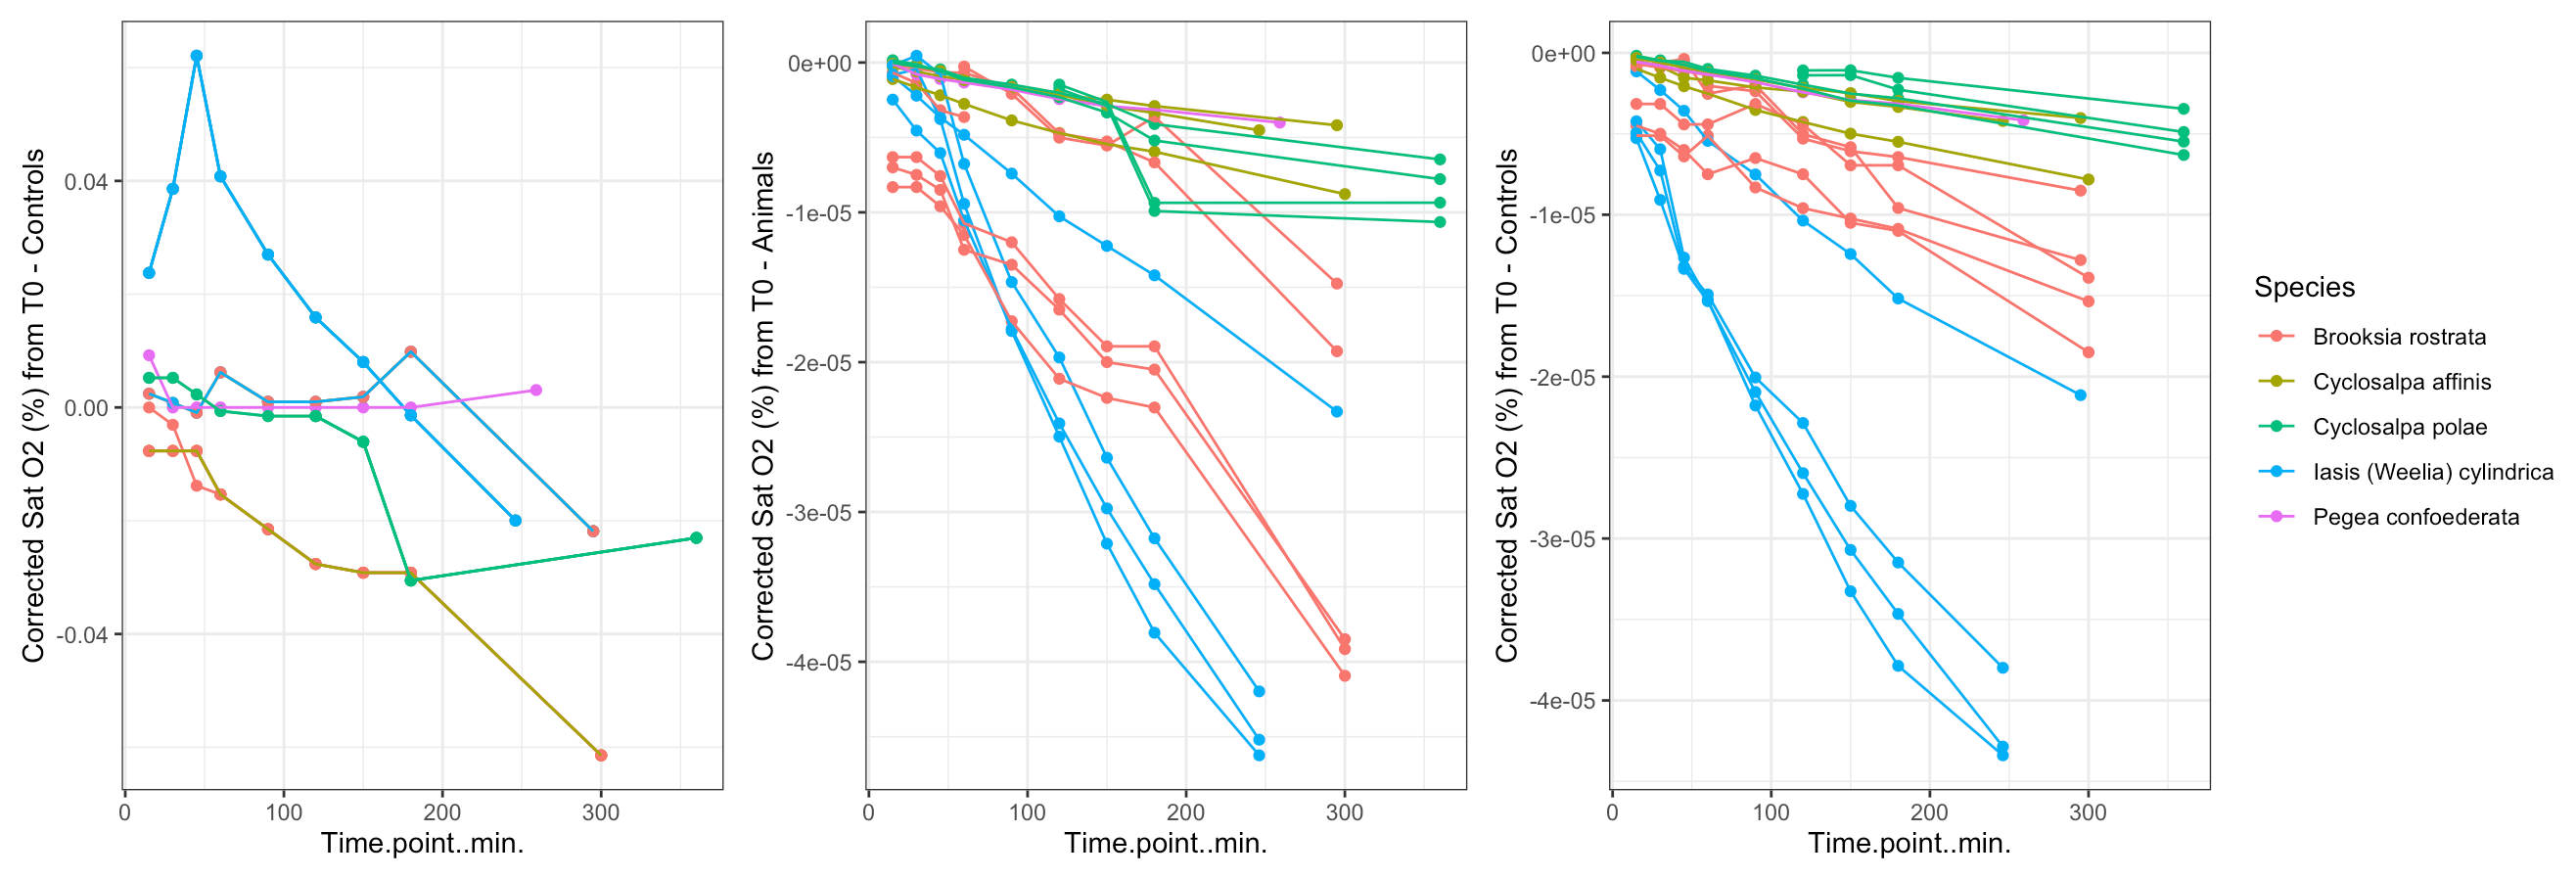 Corrected Sat O2 (%) from T0 - Controls
0.04
0.00
-0.04
0
100
200
300
Time.point..min.
Corrected Sat O2 (%) from T0 - Animals
0e+00
-1e-05
-2e-05
-3e-05
-4e-05
0
100
200
300
Time.point..min.
Corrected Sat O2 (%) from T0 - Controls
0e+00
-1e-05
-2e-05
-3e-05
-4e-05
0
100
200
300
Time.point..min.
Species
Brooksia rostrata
Cyclosalpa affinis
Cyclosalpa polae
Iasis (Weelia) cylindrica
Pegea confoederata